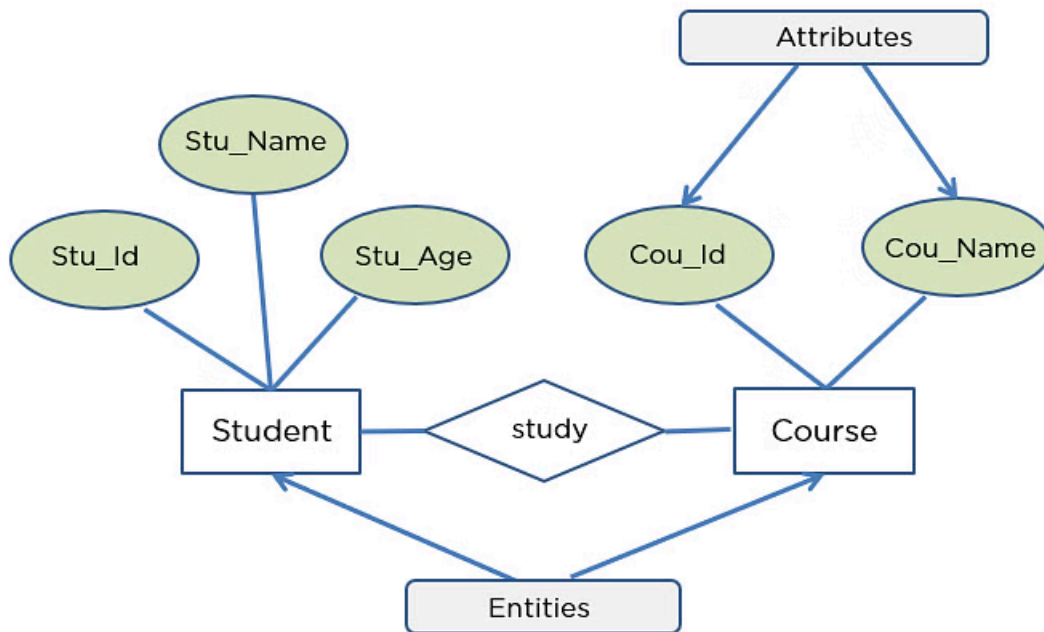 Attributes
Stu_Name
Stu_Id
Stu_Age
Cou_Id
Cou_Name
Student
study
Course
Entities